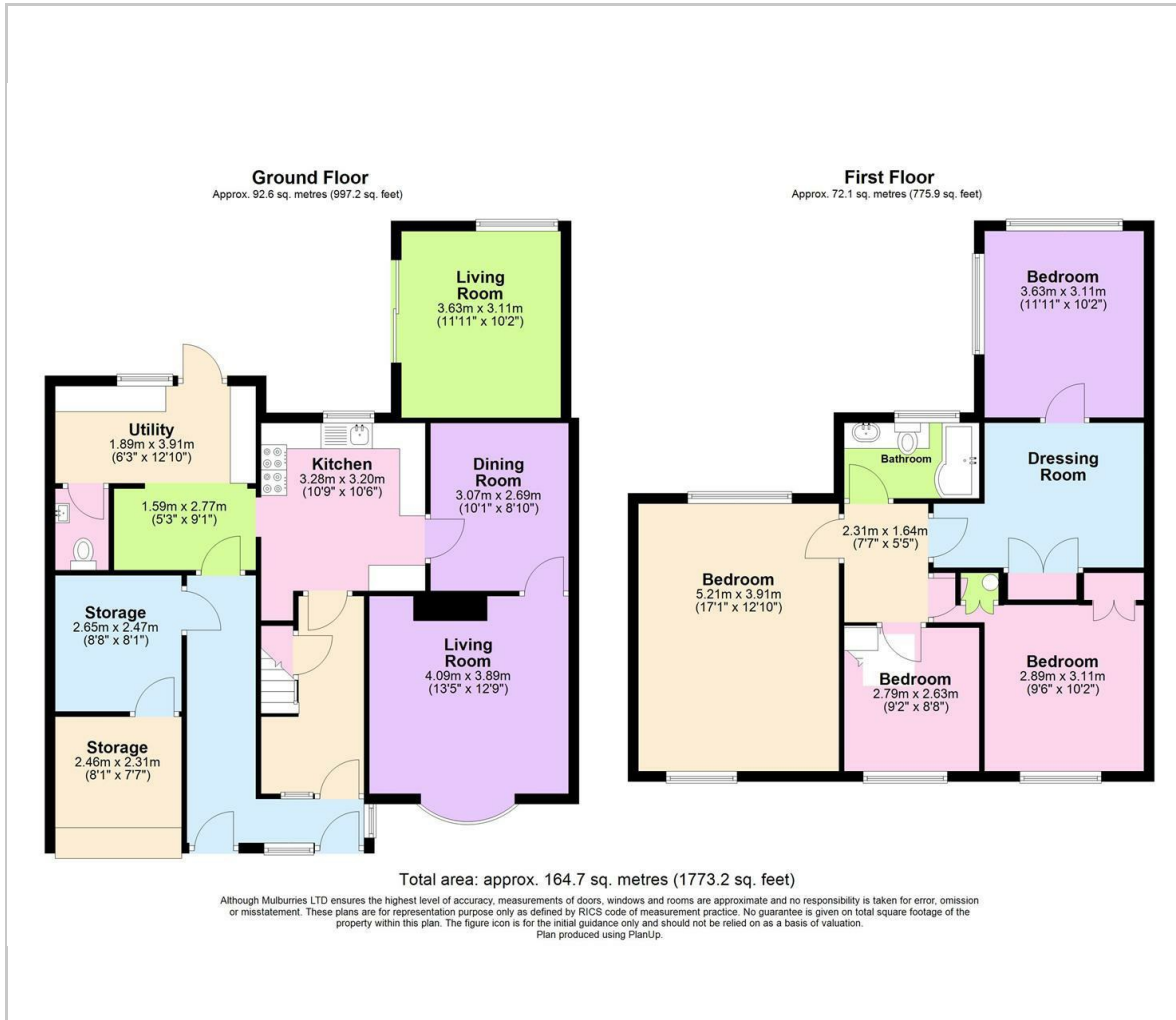 Ground Floor
Approx. 92.6 sq. metres (997.2 sq. feet)
Living
Room
3.63m x 3.11m
(11'11" x 10'2")
Utility
1.89m x 3.91m
(6'3" x 12'10")
Kitchen
3.28m x 3.20m
(10'9" x 10'6")
Dining
Room
3.07m x 2.69m
(10'1" x 8'10")
1.59m x 2.77m
(5'3" x 9'1")
Storage
2.65m x 2.47m
(8'8" x 8'1")
Living
Room
4.09m x 3.89m
(13'5" x 12'9")
Storage
2.46m x 2.31m
(8'1" x 7'7")
First Floor
Approx. 72.1 sq. metres (775.9 sq. feet)
Bedroom
3.63m x 3.11m
(11'11" x 10'2")
Bathroom
Dressing
Room
2.31m x 1.64m
(7'7" x 5'5")
Bedroom
5.21m x 3.91m
(17'1" x 12'10")
Bedroom
2.79m x 2.63m
(9'2" x 8'8")
Bedroom
2.89m x 3.11m
(9'6" x 10'2")
Total area: approx. 164.7 sq. metres (1773.2 sq. feet)
Although Mulburries LTD ensures the highest level of accuracy, measurements of doors, windows and rooms are approximate and no responsibility is taken for error, omission
or misstatement. These plans are for representation purpose only as defined by RICS code of measurement practice. No guarantee is given on total square footage of the
property within this plan. The figure icon is for the initial guidance only and should not be relied on as a basis of valuation.
Plan produced using PlanUp.